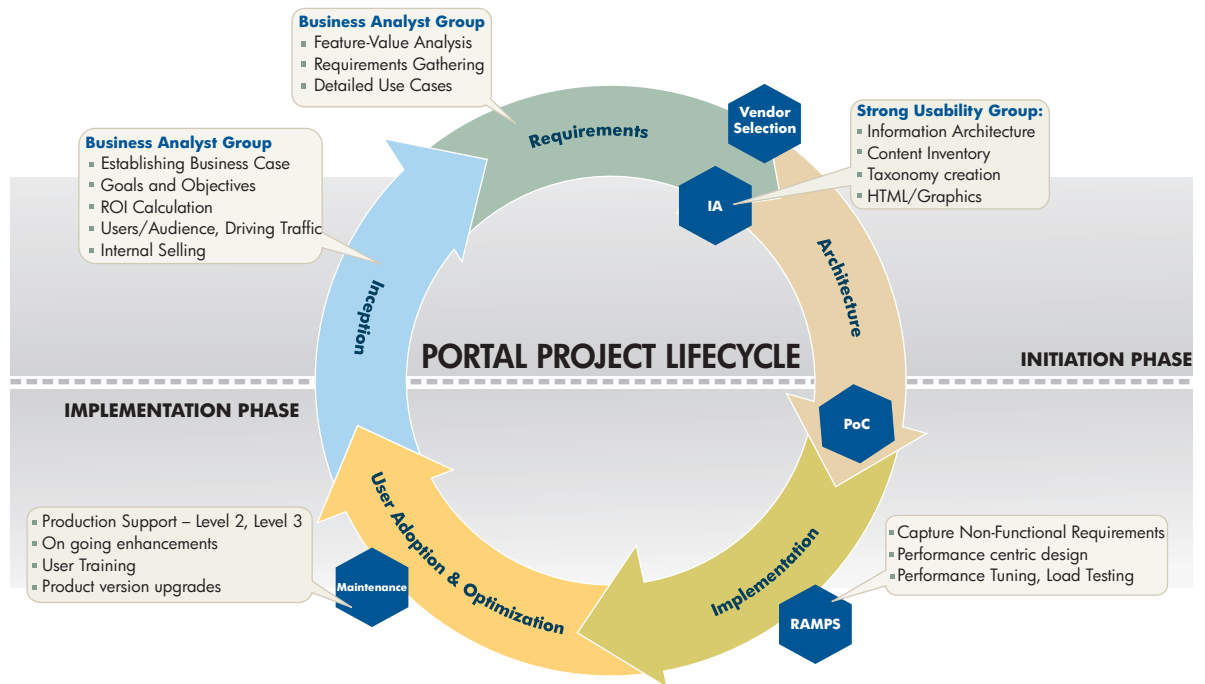 Business Analyst Group
Feature-Value Analysis
Requirements Gathering
Detailed Use Cases
Business Analyst Group
Establishing Business Case
Goals and Objectives
ROI Calculation
Users/Audience, Driving Traffic
Internal Selling
Requirements
Vendor
Selection
IA
Strong Usability Group:
Information Architecture
Content Inventory
Taxonomy creation
HTML/Graphics
Inception
Architecture
PORTAL PROJECT LIFECYCLE
INITIATION PHASE
IMPLEMENTATION PHASE
PoC
User Adoption & Optimization
Implementation
Production Support – Level 2, Level 3
On going enhancements
User Training
Product version upgrades
Maintenance
RAMPS
Capture Non-Functional Requirements
Performance centric design
Performance Tuning, Load Testing